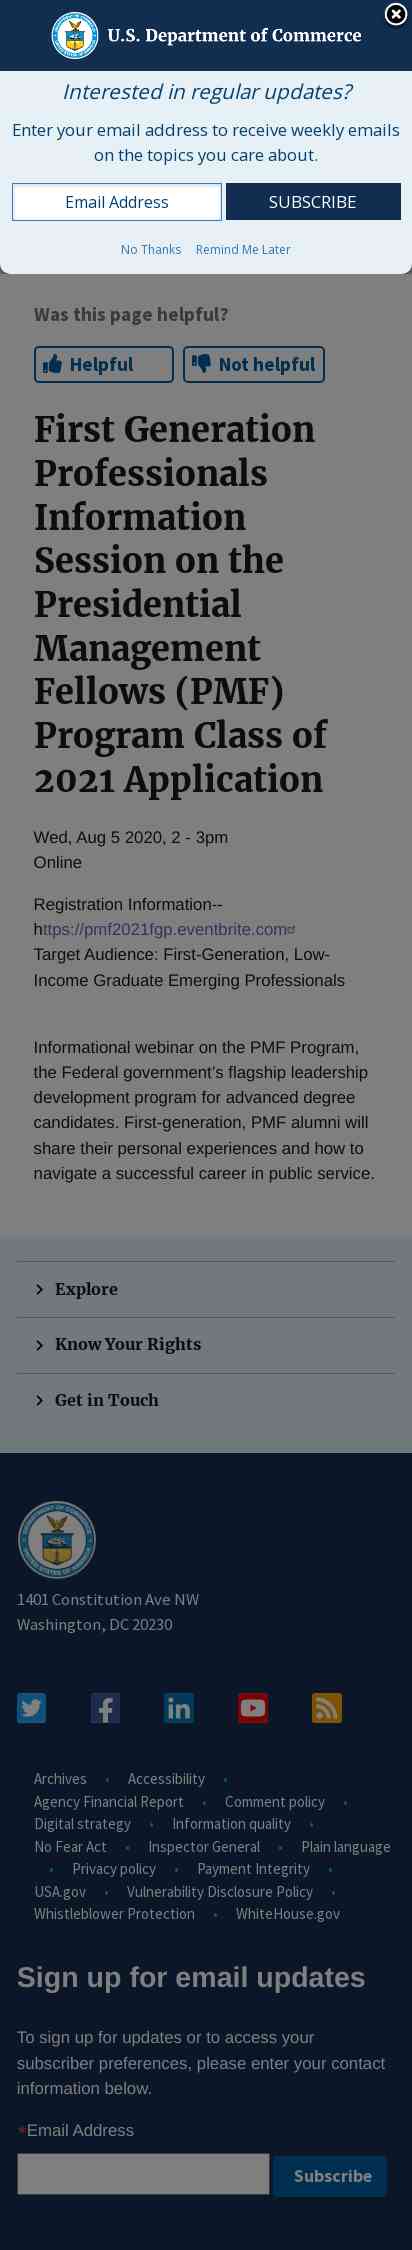 U.S. Department of Commerce
Interested in regular updates?
Enter your email address to receive weekly emails
on the topics you care about.
Email Address
SUBSCRIBE
No Thanks
Remind Me Later
Was this page helpful?
Helpful
Not helpful
First Generation
Professionals
Information
Session on the
Presidential
Management
Fellows (PMF)
Program Class of
2021 Application
Wed, Aug 5 2020, 2 - 3pm
Online
Registration Information--
https://pmf2021fgp.eventbrite.com
Target Audience: First-Generation, Low-
Income Graduate Emerging Professionals
Informational webinar on the PMF Program,
the Federal government's flagship leadership
development program for advanced degree
candidates. First-generation, PMF alumni will
share their personal experiences and how to
navigate a successful career in public service.
Explore
Know Your Rights
Get in Touch
1401 Constitution Ave NW
Washington, DC 20230
Archives • Accessibility •
Agency Financial Report • Comment policy •
Digital strategy • Information quality •
No Fear Act • Inspector General • Plain language
• Privacy policy • Payment Integrity •
USA.gov • Vulnerability Disclosure Policy •
Whistleblower Protection • WhiteHouse.gov
Sign up for email updates
To sign up for updates or to access your
subscriber preferences, please enter your contact
information below.
*Email Address
Subscribe